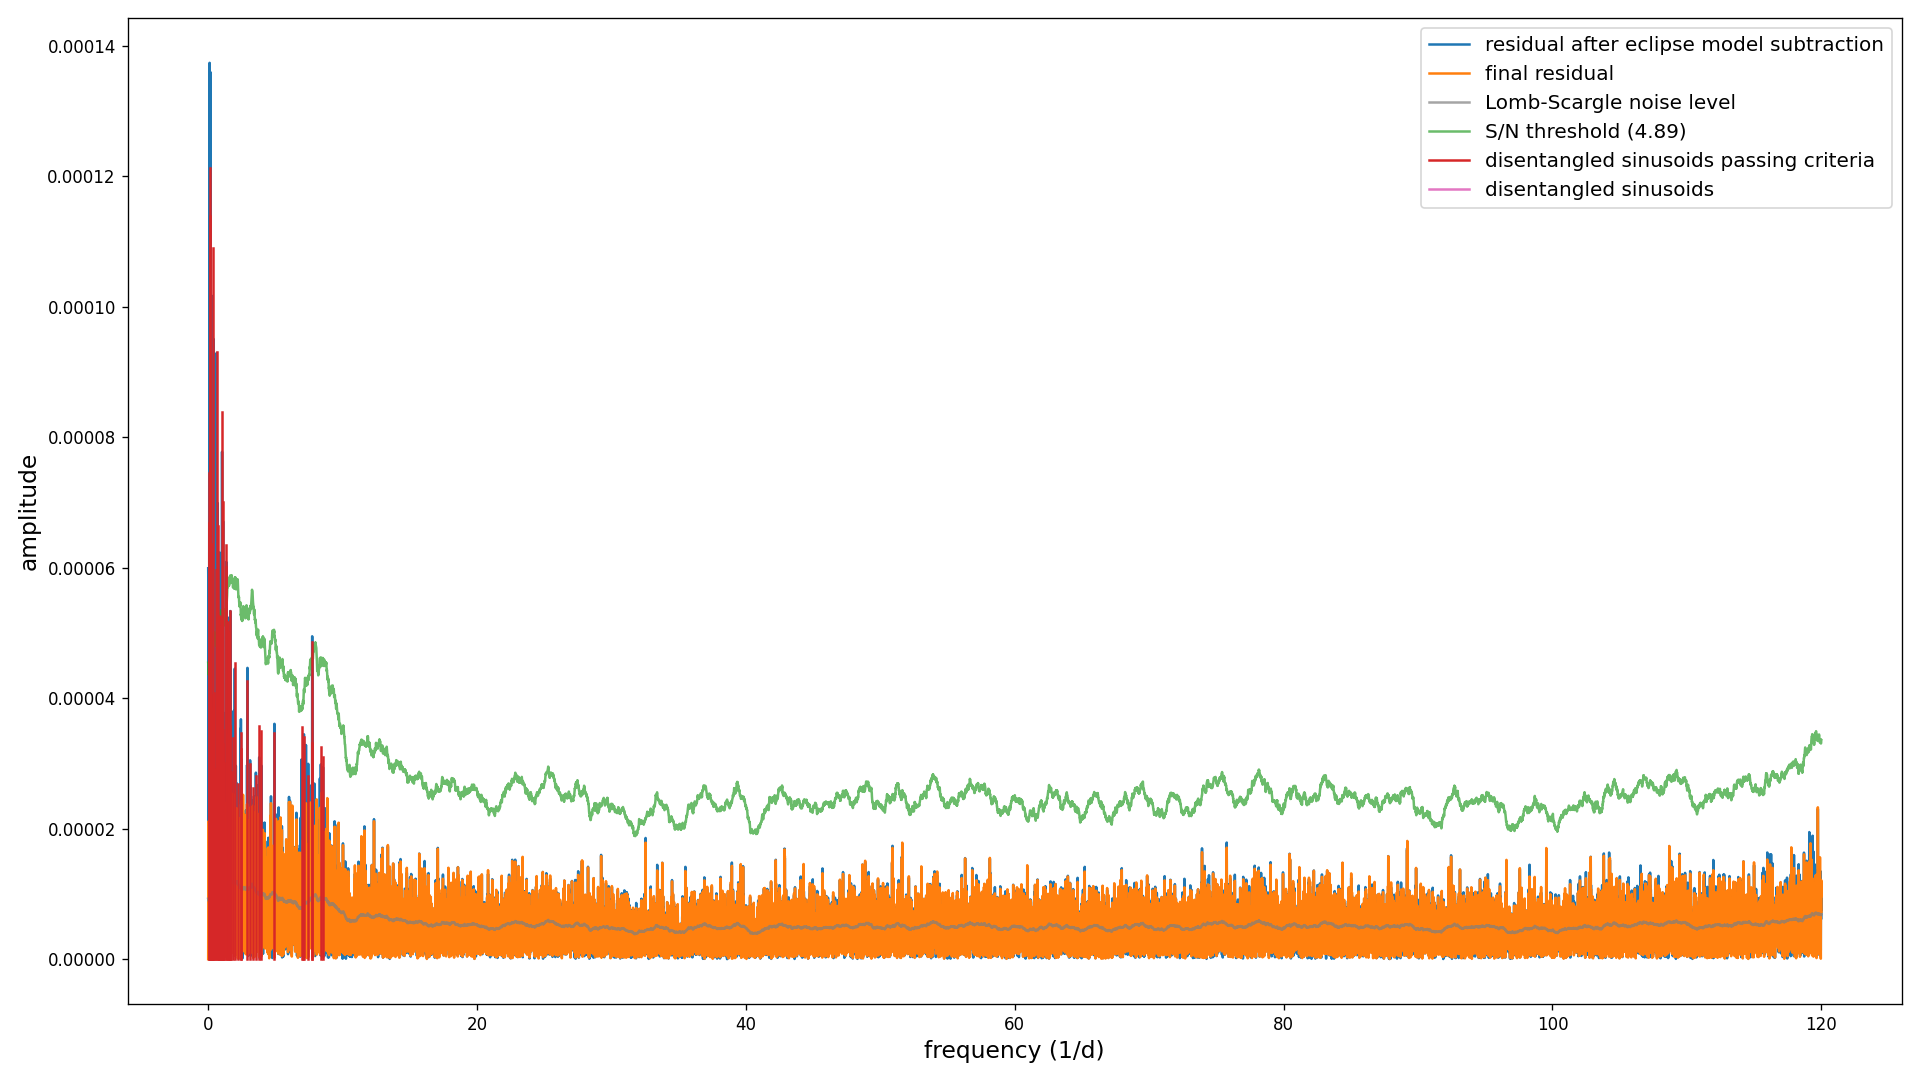 0.00014
0.00012
0.00010
0.00008
0.00006
0.00004
0.00002
0.00000
amplitude
0
20
40
60
80
100
120
frequency (1/d)
residual after eclipse model subtraction
final residual
Lomb-Scargle noise level
S/N threshold (4.89)
disentangled sinusoids passing criteria
disentangled sinusoids